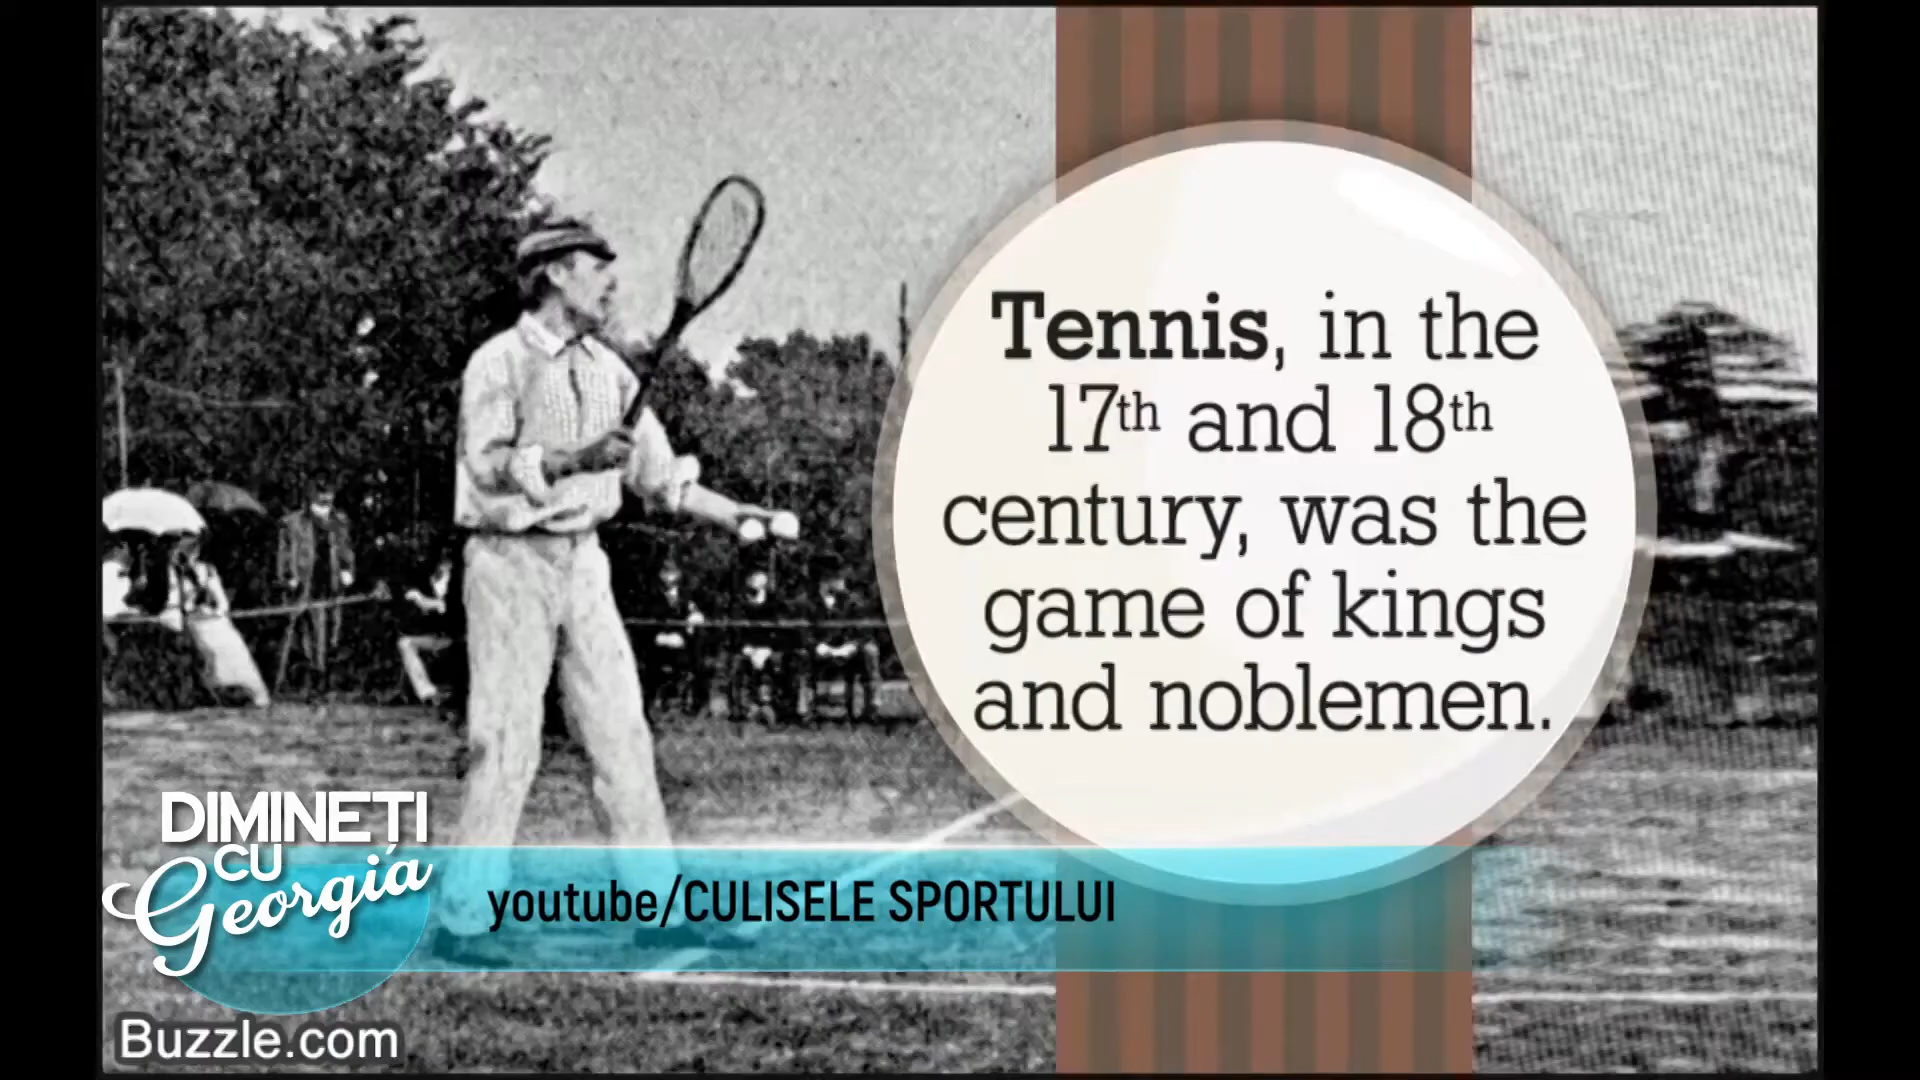 Tennis, in the
17th and 18th
century, was the
game of kings
and noblemen.
DIMINEȚI
CU
Georgia
youtube/CULISELE SPORTULUI
Buzzle.com